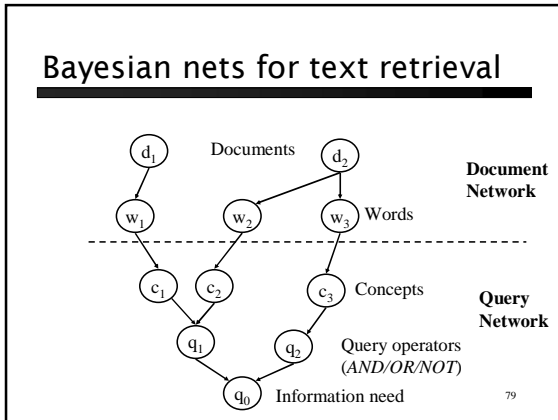 Bayesian nets for text retrieval
d1 Documents d2
Document
Network
w1 w2 w3 Words
c1 c2 c3 Concepts
Query
Network
q1 q2 Query operators
(AND/OR/NOT)
q0 Information need
79